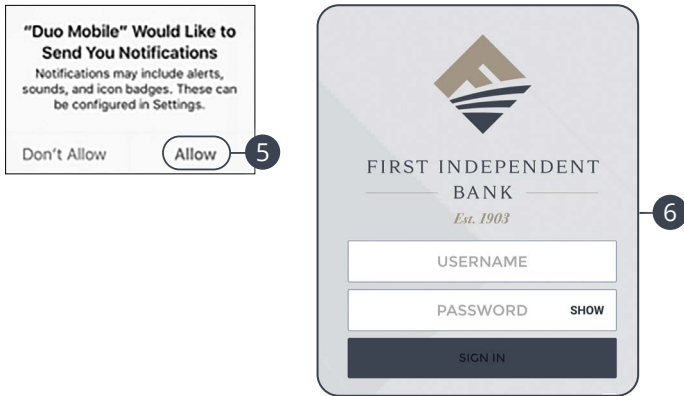 “Duo Mobile” Would Like to
Send You Notifications
Notifications may include alerts,
sounds, and icon badges. These can
be configured in Settings.
Don’t Allow
Allow
5
FIRST INDEPENDENT
BANK
Est. 1903
USERNAME
PASSWORD SHOW
SIGN IN
6